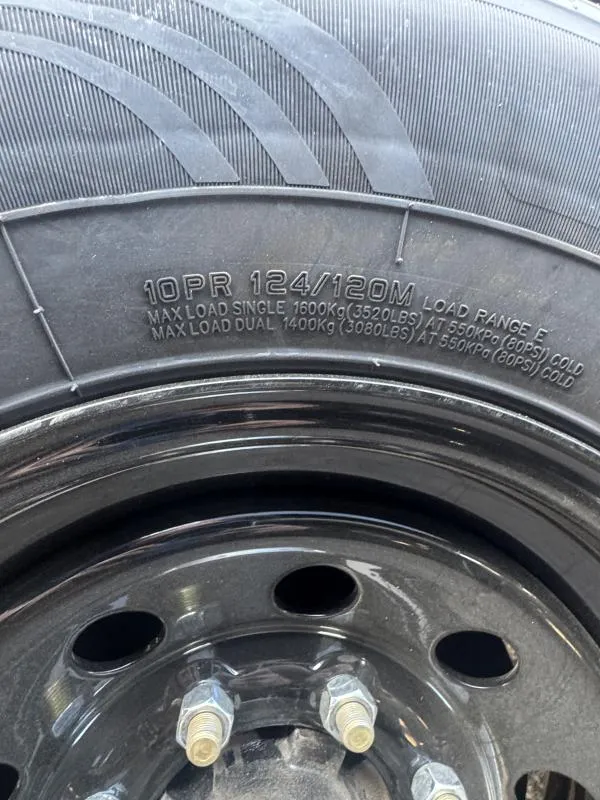 10PR 124/120M LOAD RANGE E
MAX LOAD SINGLE 1600Kg(3520LBS) AT 550KPa (80PSI) COLD
MAX LOAD DUAL 1400Kg (3080LBS) AT 550KPa (80PSI) COLD